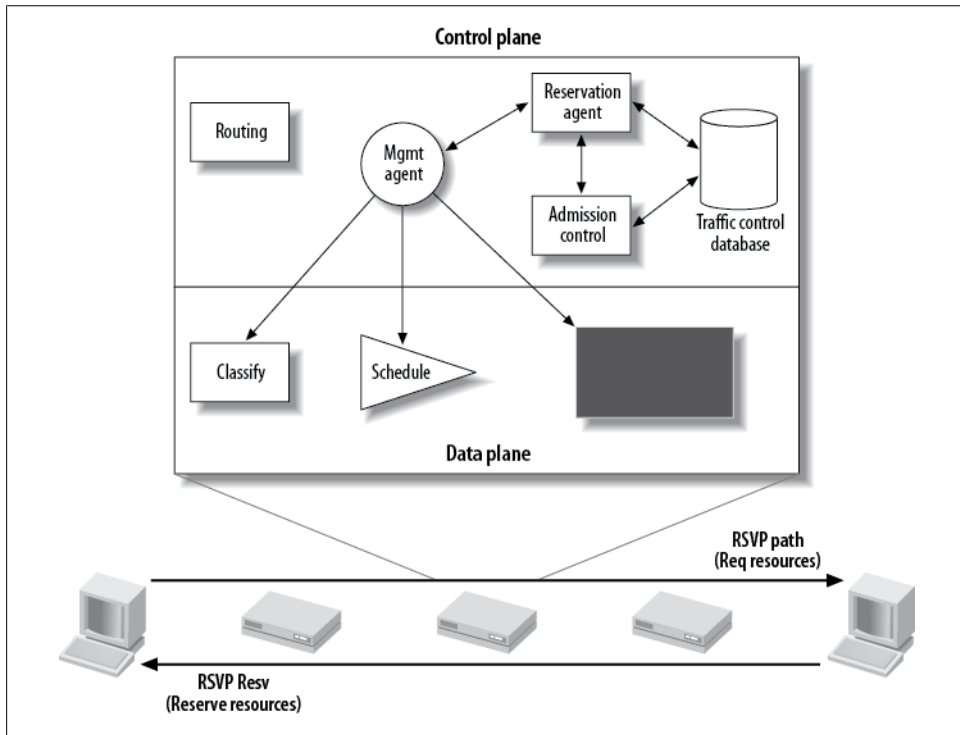 Control plane
Reservation
agent
Routing
Mgmt
agent
Admission
control
Traffic control
database
Classify
Schedule
Data plane
RSVP path
(Req resources)
RSVP Resv
(Reserve resources)